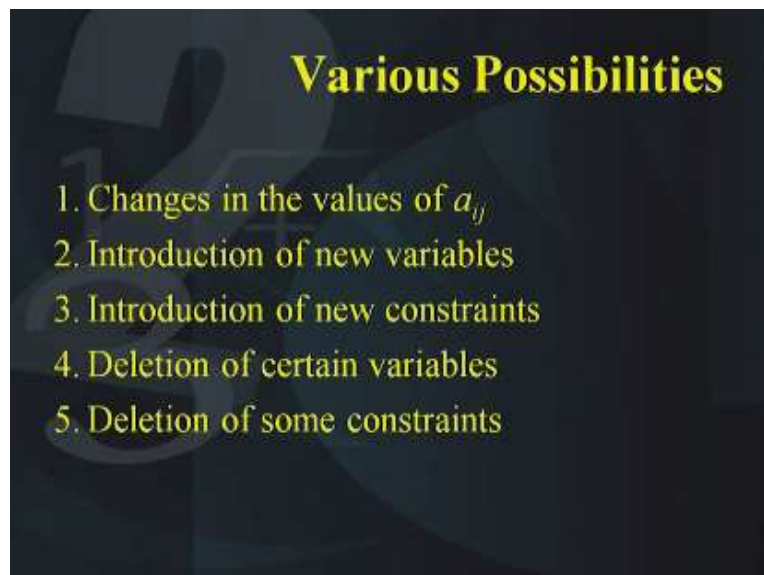 Various Possibilities
1. Changes in the values of aij
2. Introduction of new variables
3. Introduction of new constraints
4. Deletion of certain variables
5. Deletion of some constraints